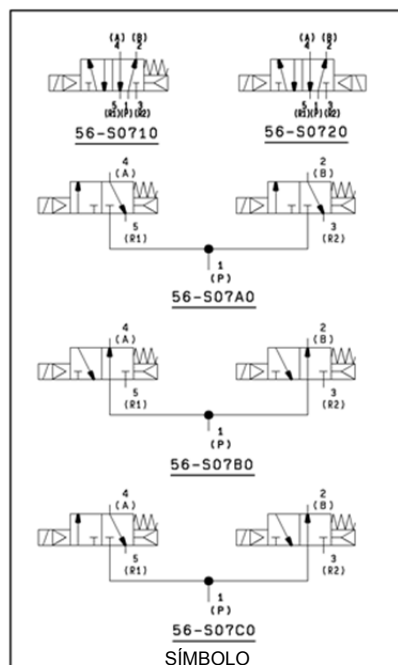 (A) (B) (A) (B)
4 2 4 2
5 1 3 5 1 3
(R1)(P)(R2) (R1)(P)(R2)
56-S0710 56-S0720
4 2
(A) (B)
5 3
(R1) (R2)
1
(P)
56-S07A0
4 2
(A) (B)
5 3
(R1) (R2)
1
(P)
56-S07B0
4 2
(A) (B)
5 3
(R1) (R2)
1
(P)
56-S07C0
SÍMBOLO